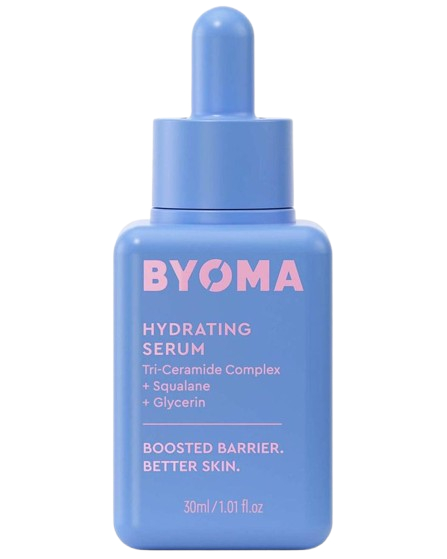 BYOMA
HYDRATING
SERUM
Tri-Ceramide Complex
+ Squalane
+ Glycerin
BOOSTED BARRIER.
BETTER SKIN.
30ml/1.01 fl.oz